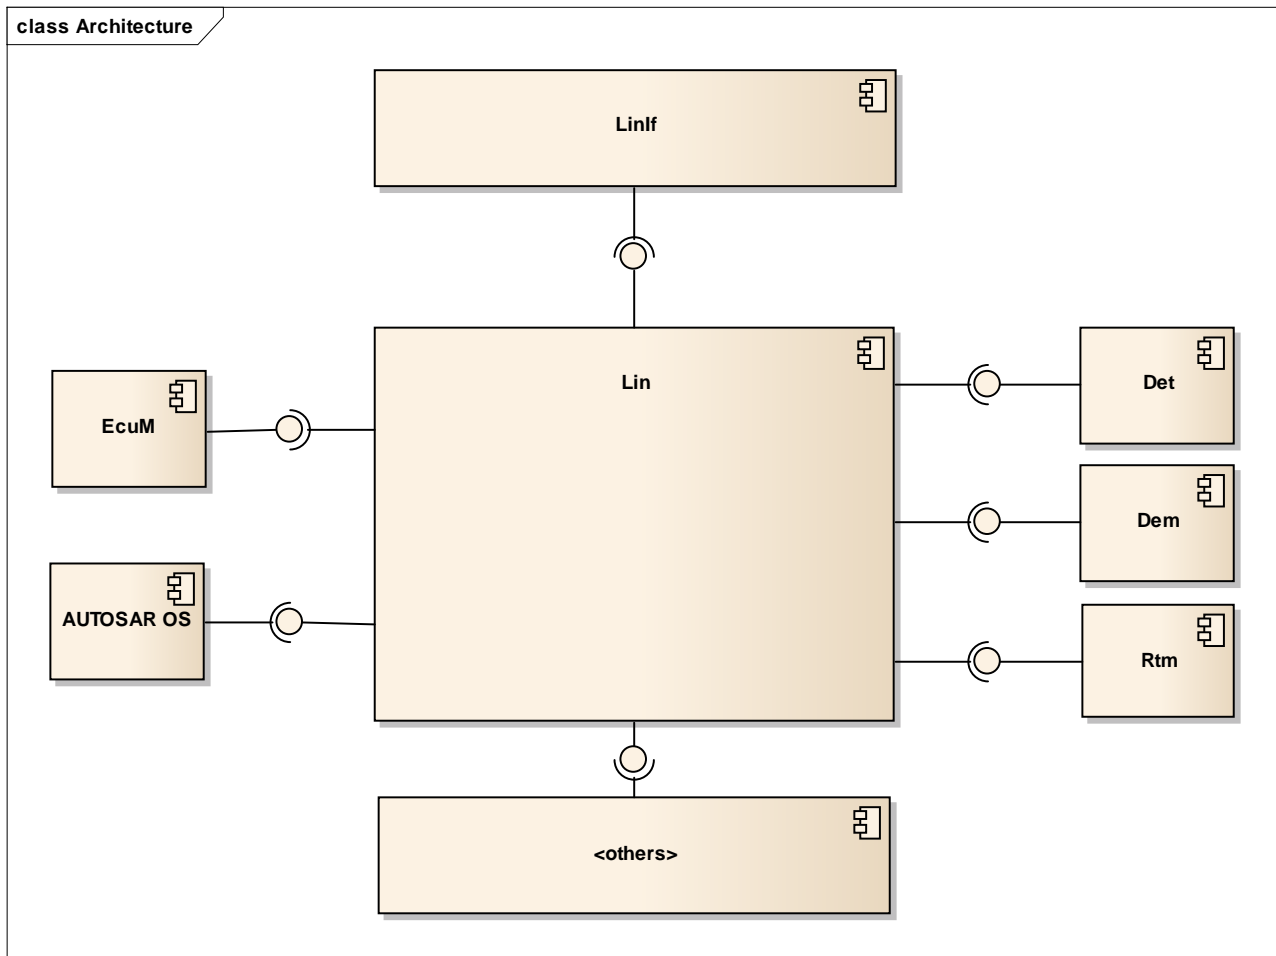 class Architecture
LinIf
Lin
Det
EcuM
Dem
AUTOSAR OS
Rtm
<others>